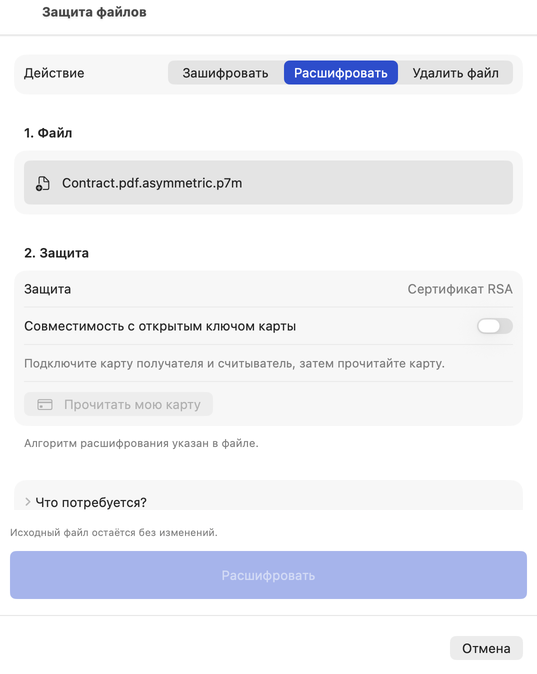 Защита файлов
Действие
Зашифровать
Расшифровать
Удалить файл
1. Файл
Contract.pdf.asymmetric.p7m
2. Защита
Защита
Сертификат RSA
Совместимость с открытым ключом карты
Подключите карту получателя и считыватель, затем прочитайте карту.
Прочитать мою карту
Алгоритм расшифрования указан в файле.
Что потребуется?
Исходный файл остаётся без изменений.
Расшифровать
Отмена